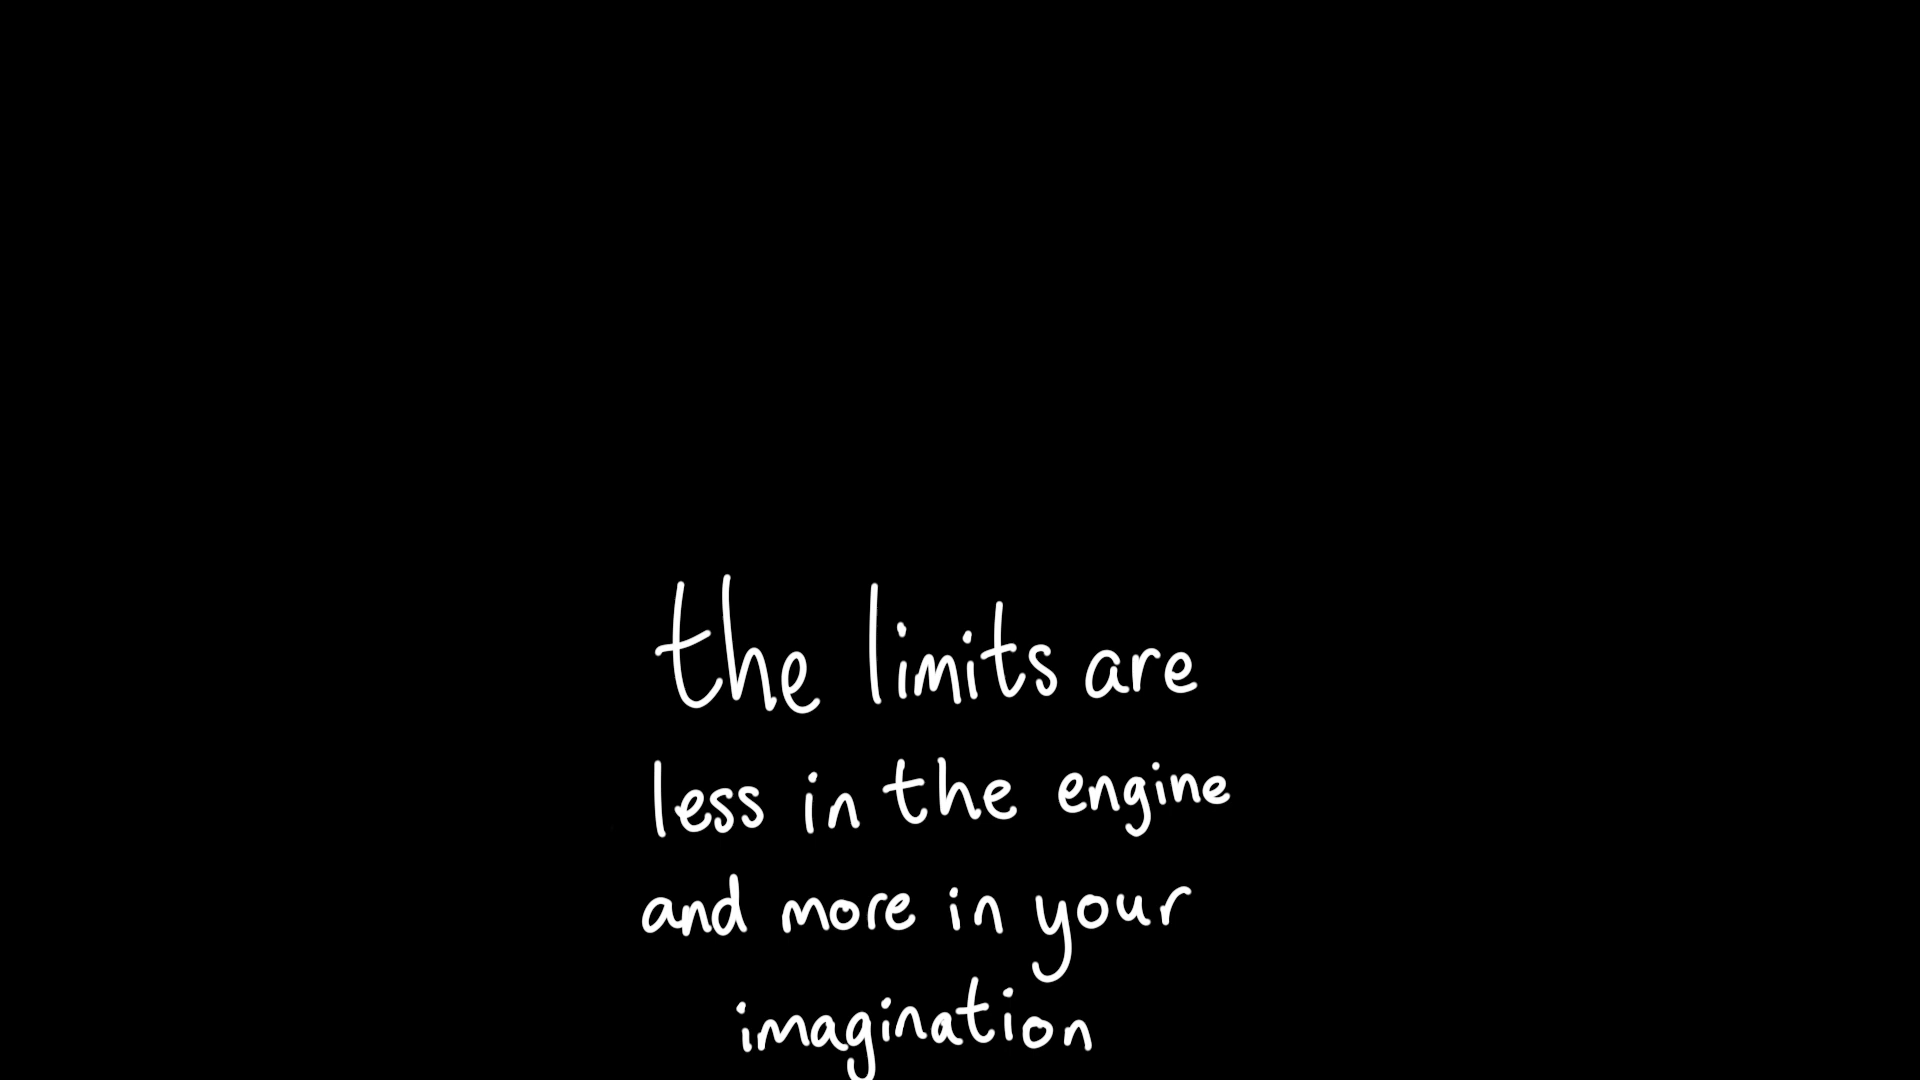 the limits are
less in the engine
and more in your
imagination